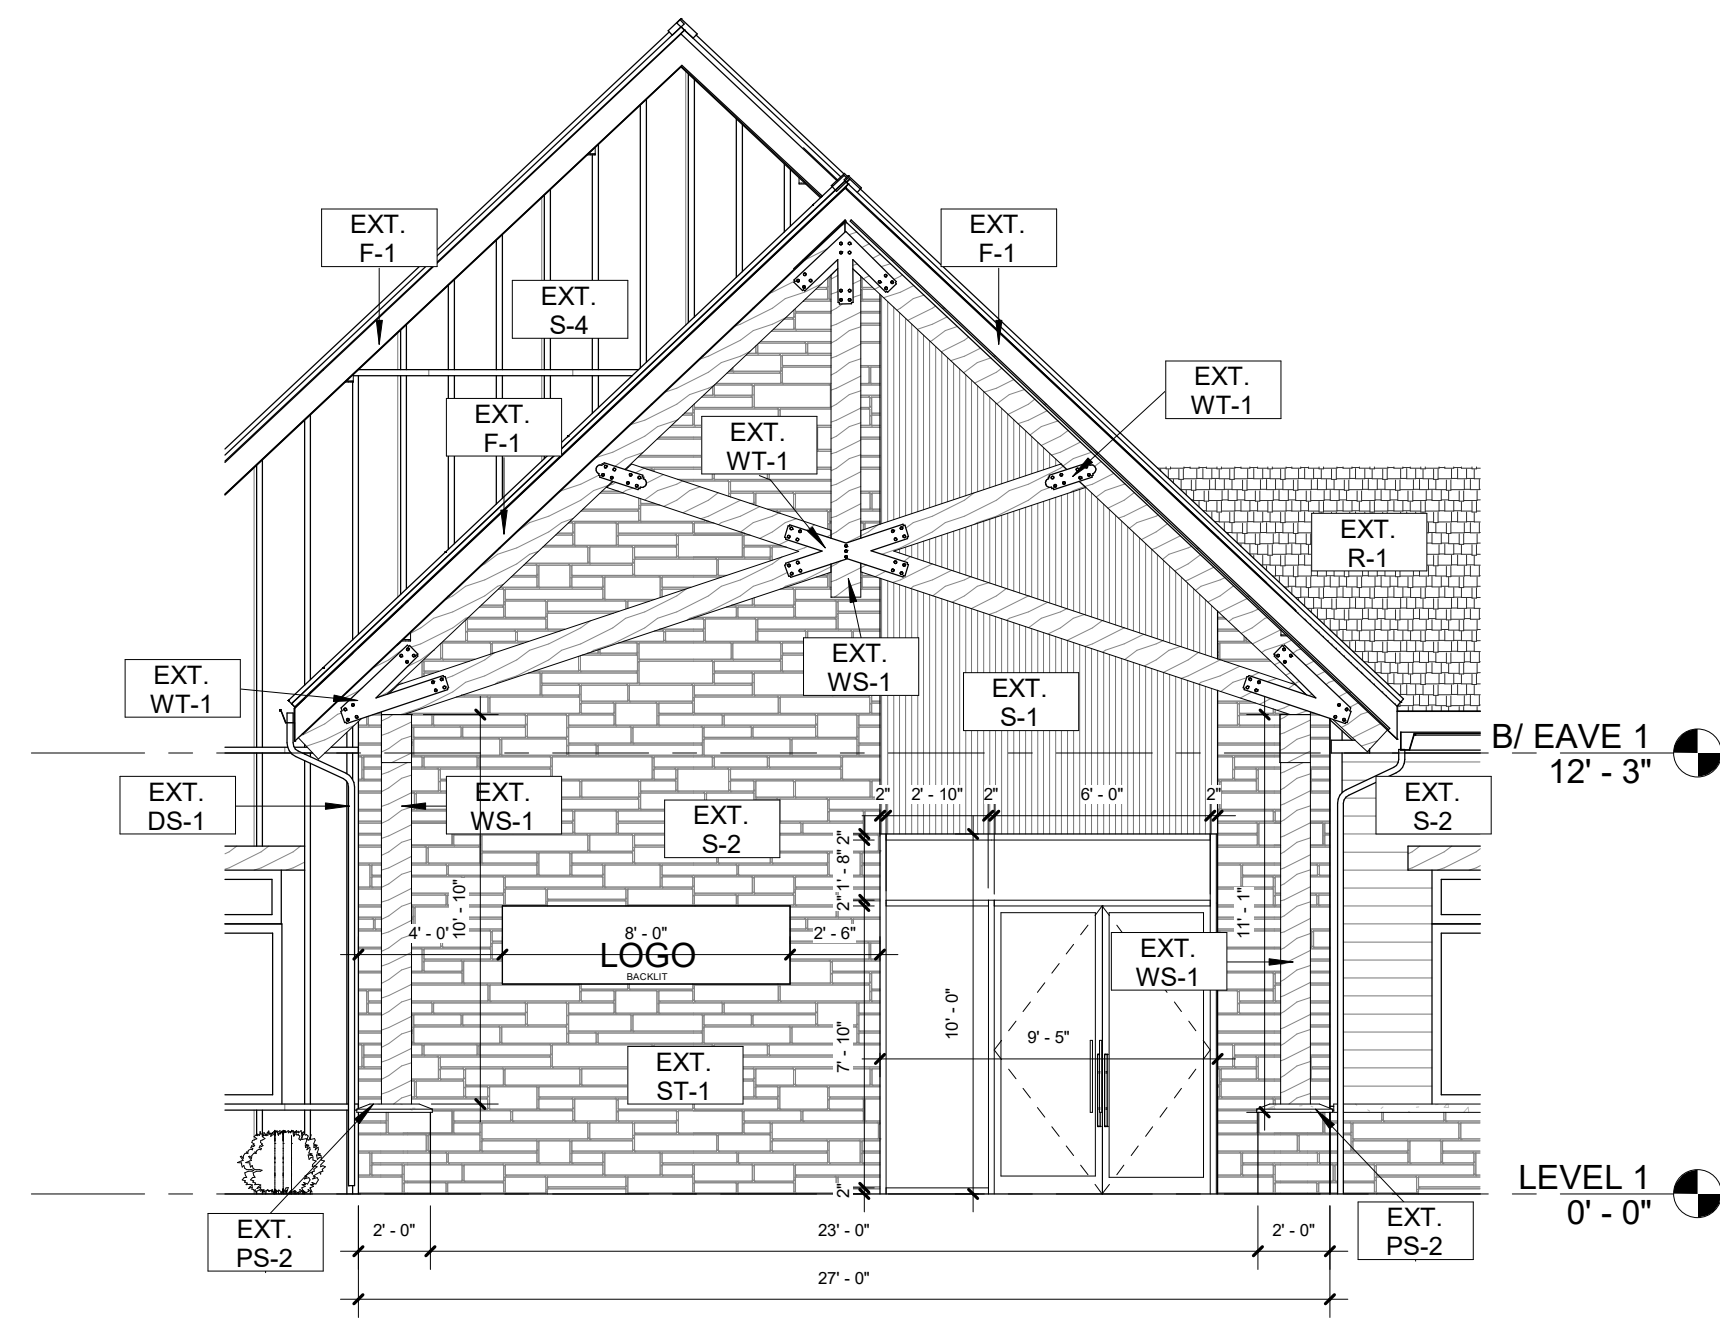 EXT.
F-1
EXT.
F-1
EXT.
S-4
EXT.
WT-1
EXT.
F-1
EXT.
WT-1
EXT.
R-1
EXT.
WS-1
EXT.
WT-1
EXT.
S-1
B/ EAVE 1
12' - 3"
EXT.
DS-1
EXT.
WS-1
EXT.
S-2
EXT.
S-2
2" 2' - 10" 2" 6' - 0" 2"
2"
1' - 8"
2"
10' - 10"
11' - 1"
4' - 0"
8' - 0"
2' - 6"
LOGO
BACKLIT
EXT.
WS-1
10' - 0"
7' - 10"
9' - 5"
EXT.
ST-1
2"
LEVEL 1
0' - 0"
EXT.
PS-2
2' - 0"
23' - 0"
2' - 0"
EXT.
PS-2
27' - 0"